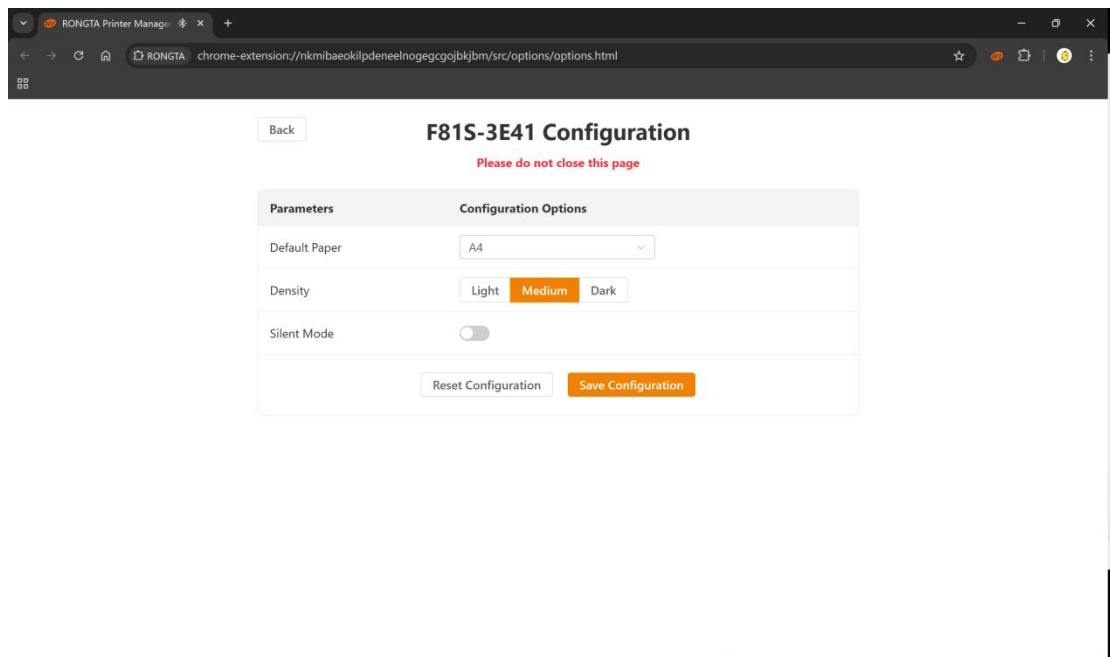 RONGTA Printer Manage
RONGTA chrome-extension://nkmibaeokilpdeneelnogegcgojbkjbm/src/options/options.html
Back
F81S-3E41 Configuration
Please do not close this page
Parameters Configuration Options
Default Paper A4
Density Light Medium Dark
Silent Mode
Reset Configuration Save Configuration